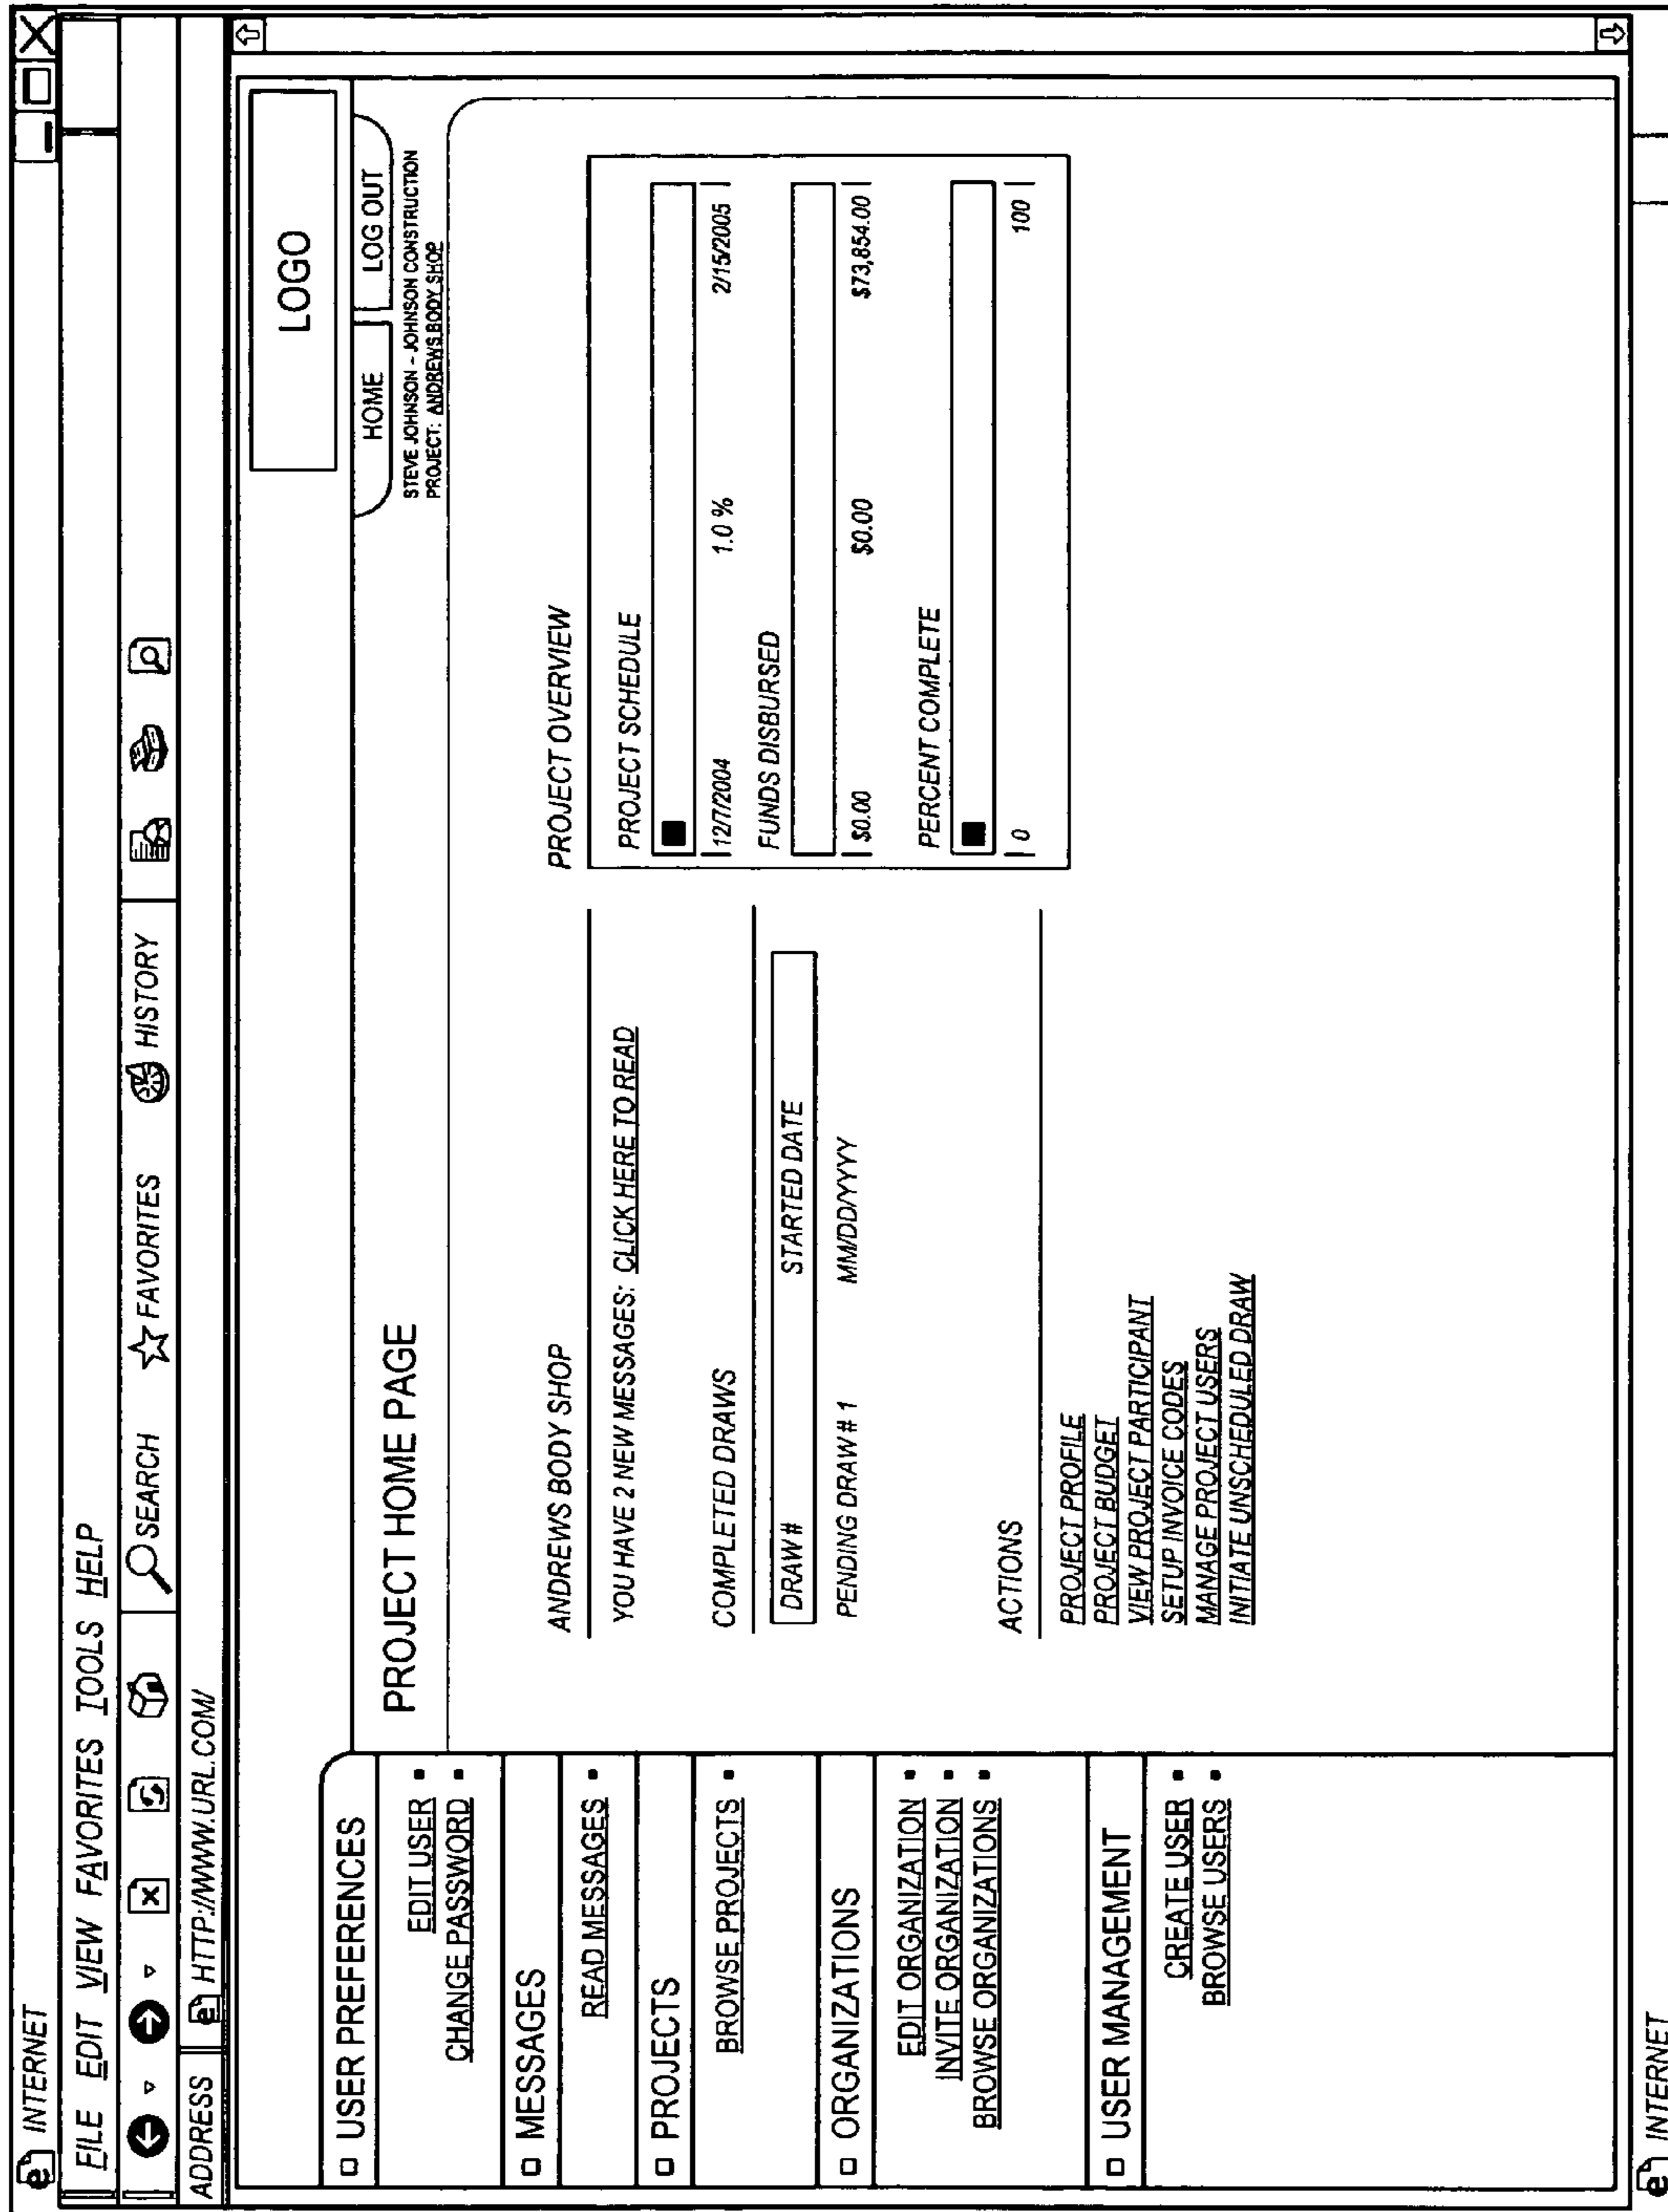 INTERNET
FILE EDIT VIEW FAVORITES TOOLS HELP
SEARCH FAVORITES HISTORY
ADDRESS HTTP://WWW.URL.COM/
LOGO
HOME LOG OUT
STEVE JOHNSON - JOHNSON CONSTRUCTION
PROJECT: ANDREWS BODY SHOP
USER PREFERENCES
EDIT USER
CHANGE PASSWORD
MESSAGES
READ MESSAGES
PROJECTS
BROWSE PROJECTS
ORGANIZATIONS
EDIT ORGANIZATION
INVITE ORGANIZATION
BROWSE ORGANIZATIONS
USER MANAGEMENT
CREATE USER
BROWSE USERS
PROJECT HOME PAGE
ANDREWS BODY SHOP
YOU HAVE 2 NEW MESSAGES: CLICK HERE TO READ
COMPLETED DRAWS
DRAW # STARTED DATE
PENDING DRAW # 1 MM/DD/YYYY
ACTIONS
PROJECT PROFILE
PROJECT BUDGET
VIEW PROJECT PARTICIPANT
SETUP INVOICE CODES
MANAGE PROJECT USERS
INITIATE UNSCHEDULED DRAW
PROJECT OVERVIEW
PROJECT SCHEDULE
12/7/2004 1.0 % 2/15/2005
FUNDS DISBURSED
$0.00 $0.00 $73,854.00
PERCENT COMPLETE
0 100
INTERNET